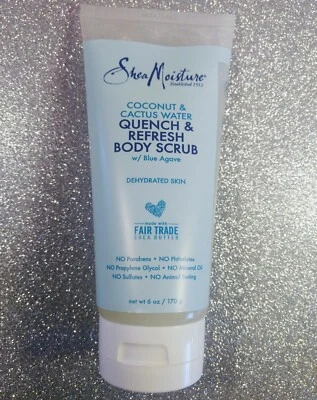 SheaMoisture®
Established 1912
COCONUT &
CACTUS WATER
QUENCH &
REFRESH
BODY SCRUB
w/ Blue Agave
DEHYDRATED SKIN
made with
FAIR TRADE
SHEA BUTTER
NO Parabens • NO Phthalates
NO Propylene Glycol • NO Mineral Oil
NO Sulfates • NO Animal Testing
net wt 6 oz / 170 g